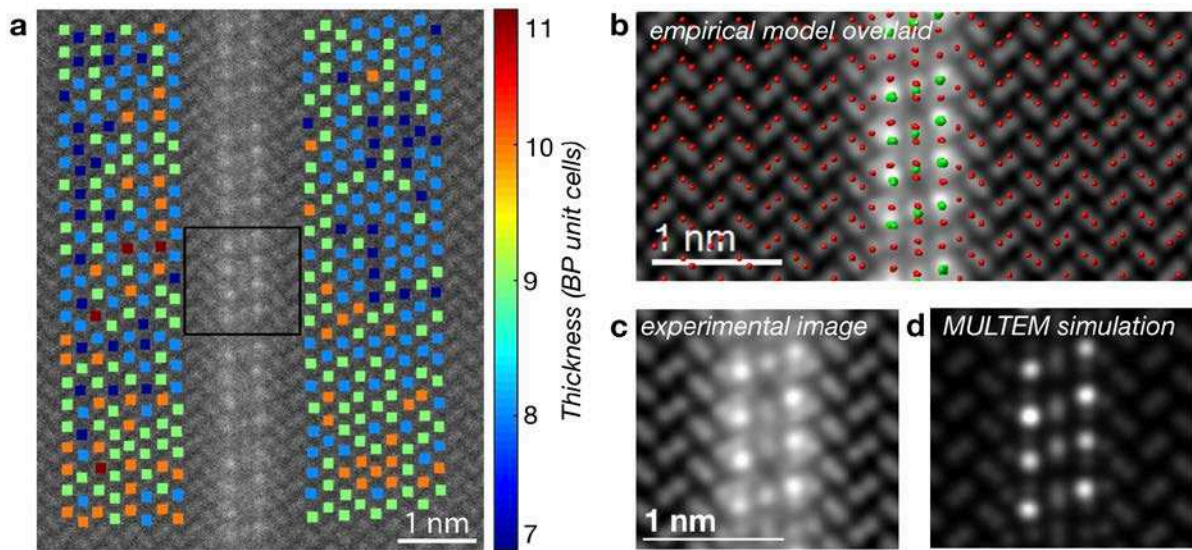 a
11
10
9
8
7
Thickness (BP unit cells)
1 nm
b
empirical model overlaid
1 nm
c
experimental image
1 nm
d
MULTEM simulation